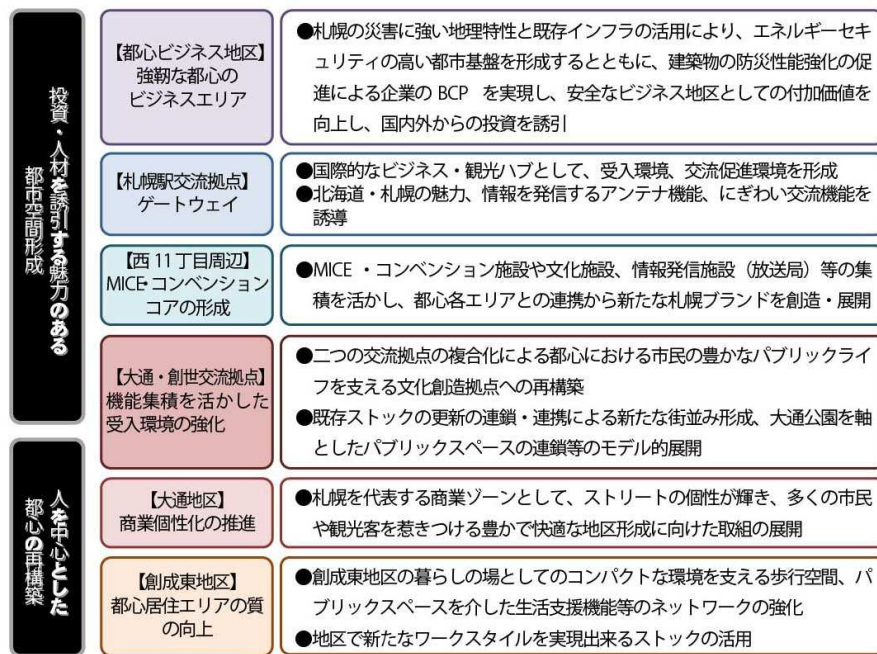 投資・人材を誘引する魅力のある
都市空間形成
【都心ビジネス地区】
強靭な都心の
ビジネスエリア
●札幌の災害に強い地理特性と既存インフラの活用により、エネルギーセキ
ュリティの高い都市基盤を形成するとともに、建築物の防災性能強化の促
進による企業の BCP を実現し、安全なビジネス地区としての付加価値を
向上し、国内外からの投資を誘引
【札幌駅交流拠点】
ゲートウェイ
●国際的なビジネス・観光ハブとして、受入環境、交流促進環境を形成
●北海道・札幌の魅力、情報を発信するアンテナ機能、にぎわい交流機能を
誘導
【西 11 丁目周辺】
MICE・コンベンション
コアの形成
●MICE ・コンベンション施設や文化施設、情報発信施設（放送局）等の集
積を活かし、都心各エリアとの連携から新たな札幌ブランドを創造・展開
【大通・創世交流拠点】
機能集積を活かした
受入環境の強化
●二つの交流拠点の複合化による都心における市民の豊かなパブリックライ
フを支える文化創造拠点への再構築
●既存ストックの更新の連鎖・連携による新たな街並み形成、大通公園を軸
としたパブリックスペースの連鎖等のモデル的展開
人を中心とした
都心の再構築
【大通地区】
商業個性化の推進
●札幌を代表する商業ゾーンとして、ストリートの個性が輝き、多くの市民
や観光客を惹きつける豊かで快適な地区形成に向けた取組の展開
【創成東地区】
都心居住エリアの質
の向上
●創成東地区の暮らしの場としてのコンパクトな環境を支える歩行空間、パ
ブリックスペースを介した生活支援機能等のネットワークの強化
●地区で新たなワークスタイルを実現出来るストックの活用